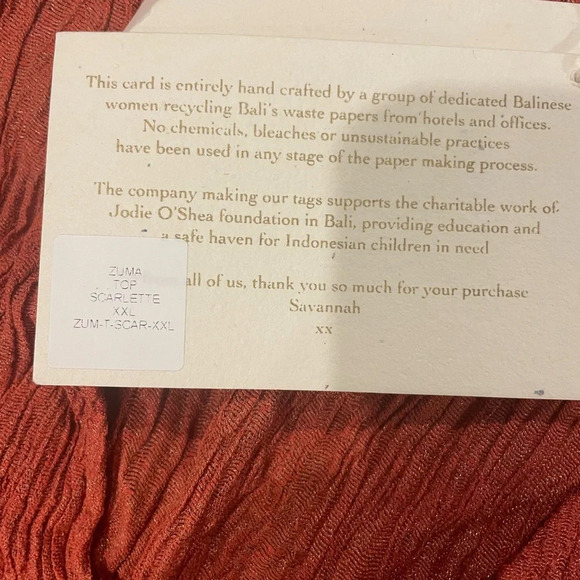 This card is entirely hand crafted by a group of dedicated Balinese
women recycling Bali's waste papers from hotels and offices.
No chemicals, bleaches or unsustainable practices
have been used in any stage of the paper making process.
The company making our tags supports the charitable work of
Jodie O'Shea foundation in Bali, providing education and
a safe haven for Indonesian children in need
all of us, thank you so much for your purchase
Savannah
xx
ZUMA
TOP
SCARLETTE
XXL
ZUM-T-SCAR-XXL